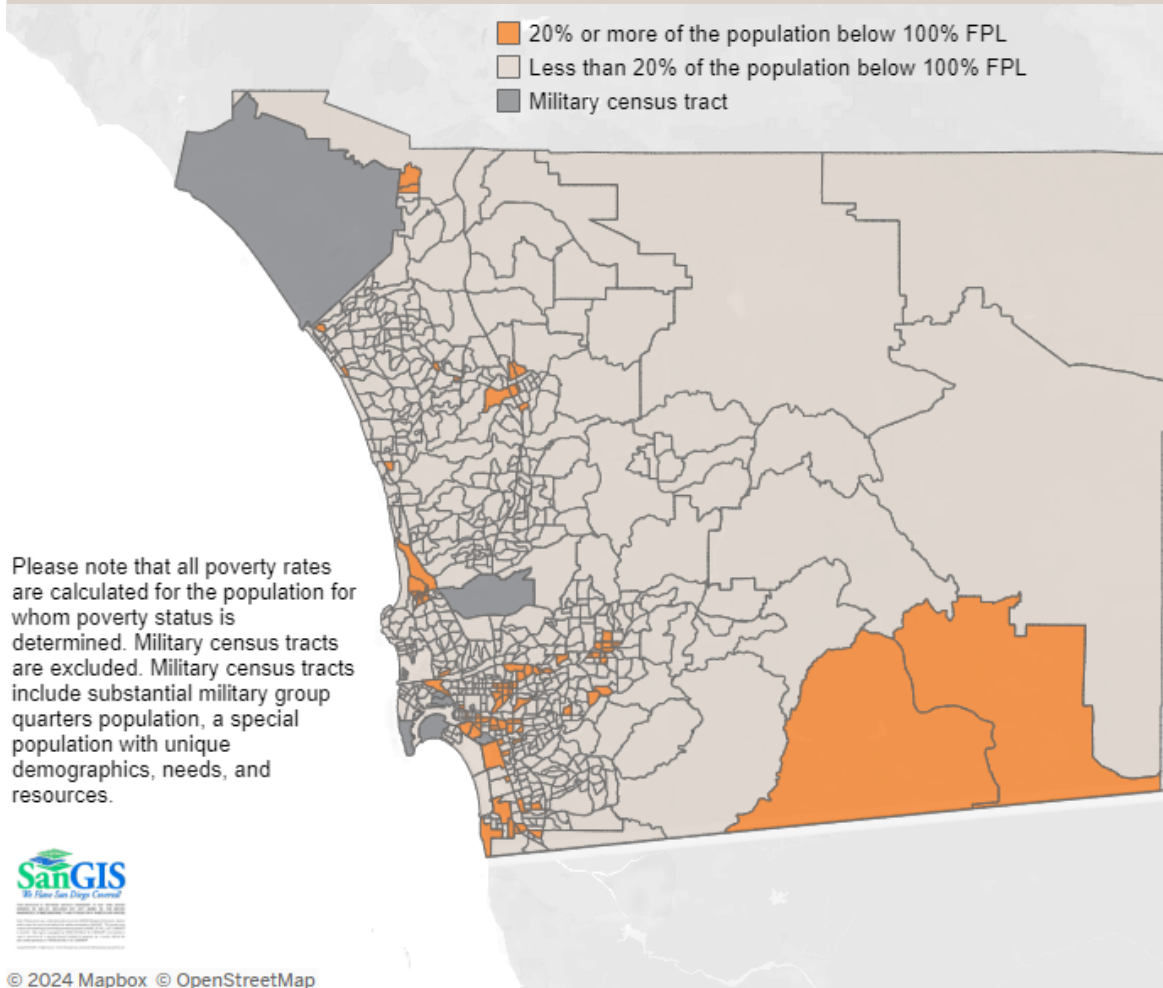 20% or more of the population below 100% FPL
Less than 20% of the population below 100% FPL
Military census tract
Please note that all poverty rates
are calculated for the population for
whom poverty status is
determined. Military census tracts
are excluded. Military census tracts
include substantial military group
quarters population, a special
population with unique
demographics, needs, and
resources.
SanGIS
We Have San Diego Covered!
© 2024 Mapbox © OpenStreetMap